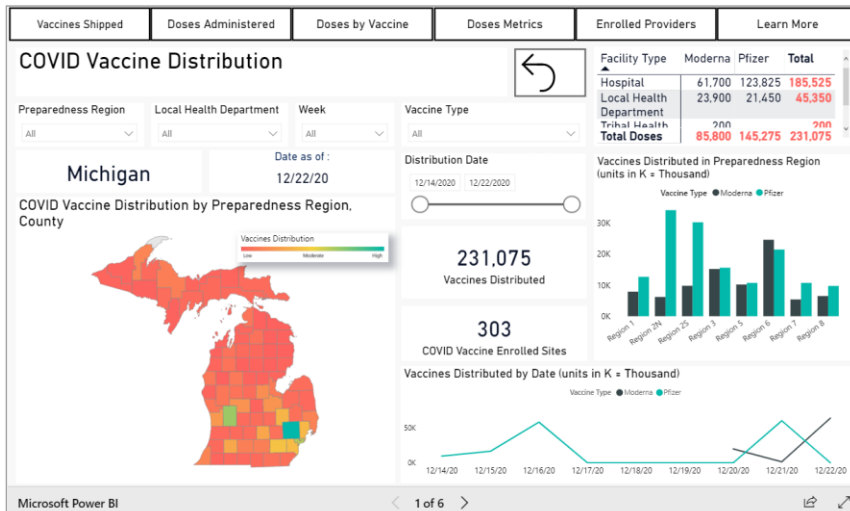 Vaccines Shipped
Doses Administered
Doses by Vaccine
Doses Metrics
Enrolled Providers
Learn More
COVID Vaccine Distribution
Preparedness Region
All
Local Health Department
All
Week
All
Vaccine Type
All
Michigan
Date as of :
12/22/20
Distribution Date
12/14/2020 12/22/2020
COVID Vaccine Distribution by Preparedness Region,
County
Vaccines Distribution
Low Moderate High
231,075
Vaccines Distributed
303
COVID Vaccine Enrolled Sites
Facility Type Moderna Pfizer Total
Hospital 61,700 123,825 185,525
Local Health 23,900 21,450 45,350
Department
Tribal Health 200 200
Total Doses 85,800 145,275 231,075
Vaccines Distributed in Preparedness Region
(units in K = Thousand)
Vaccine Type Moderna Pfizer
30K
20K
10K
0K
Region 1 Region 2N Region 2S Region 3 Region 5 Region 6 Region 7 Region 8
Vaccines Distributed by Date (units in K = Thousand)
Vaccine Type Moderna Pfizer
50K
0K
12/14/20 12/15/20 12/16/20 12/17/20 12/18/20 12/19/20 12/20/20 12/21/20 12/22/20
Microsoft Power BI
1 of 6